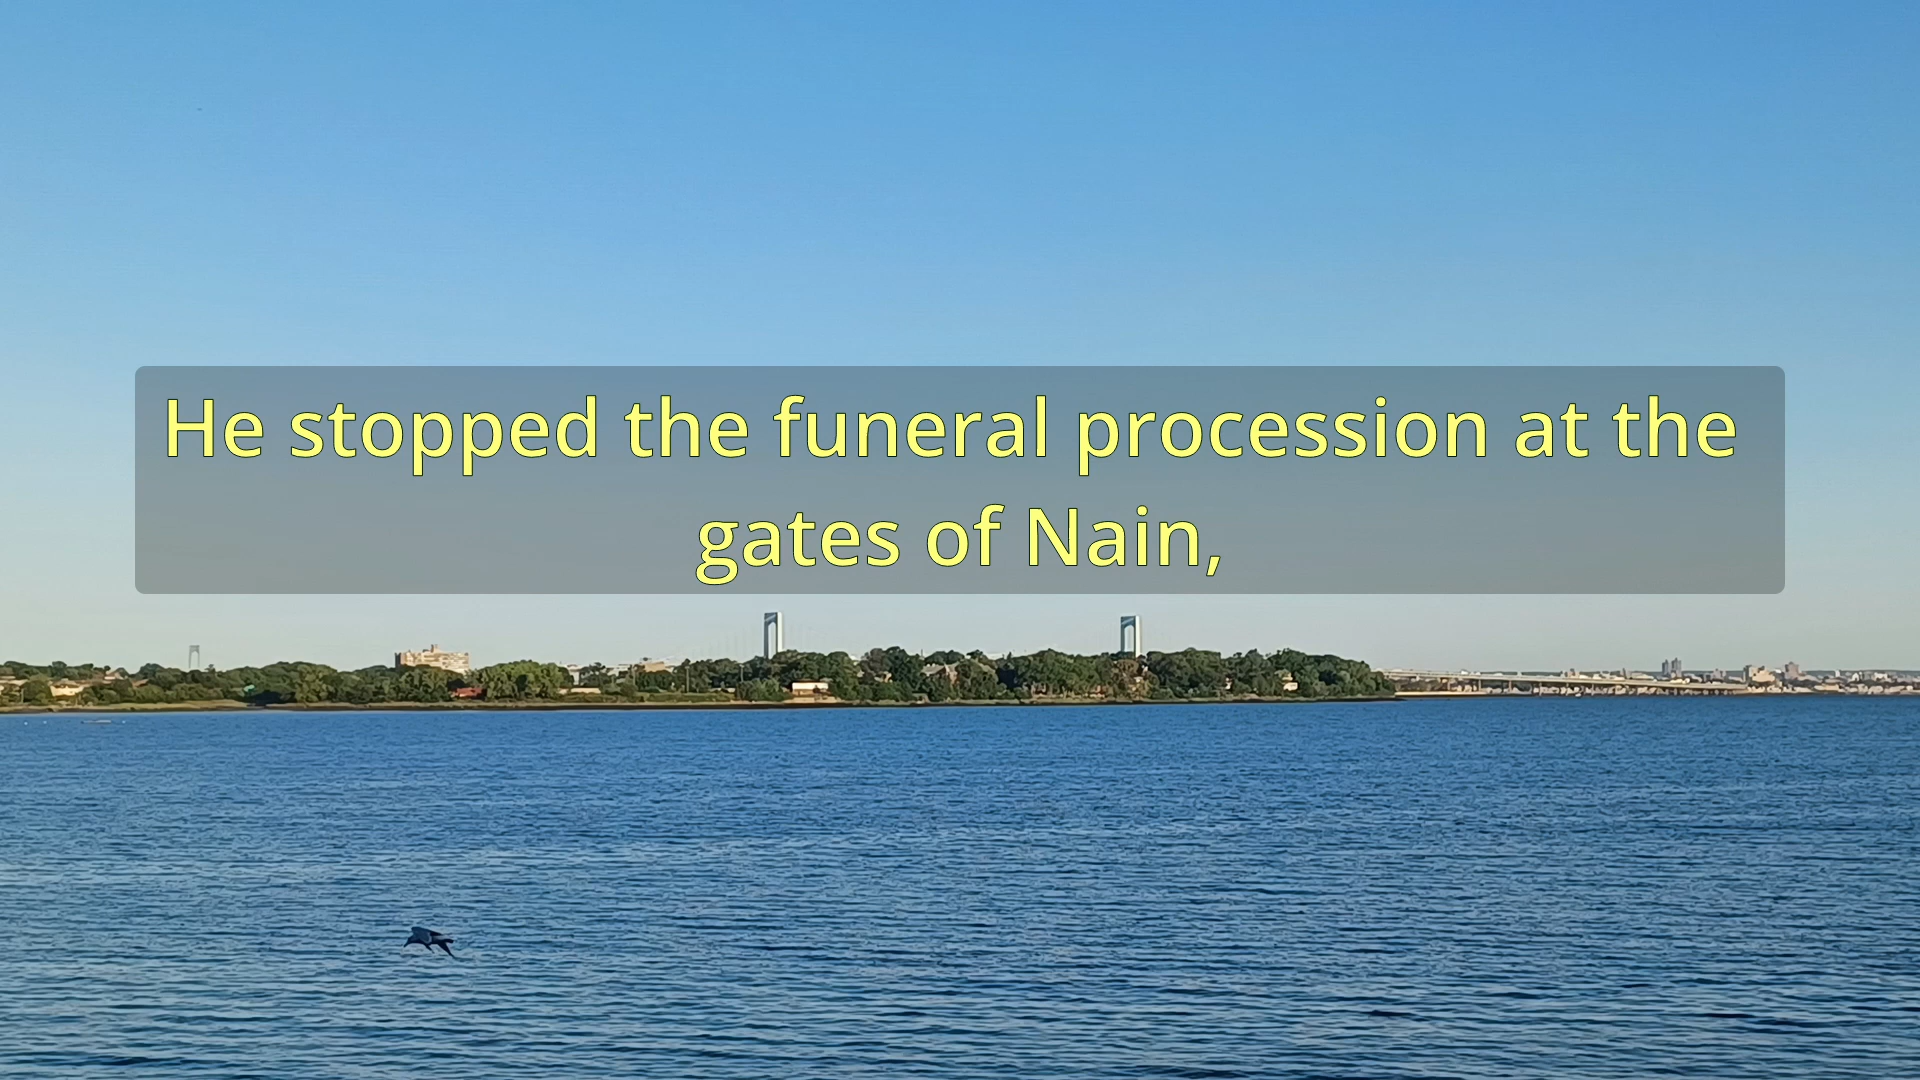 He stopped the funeral procession at the
gates of Nain,